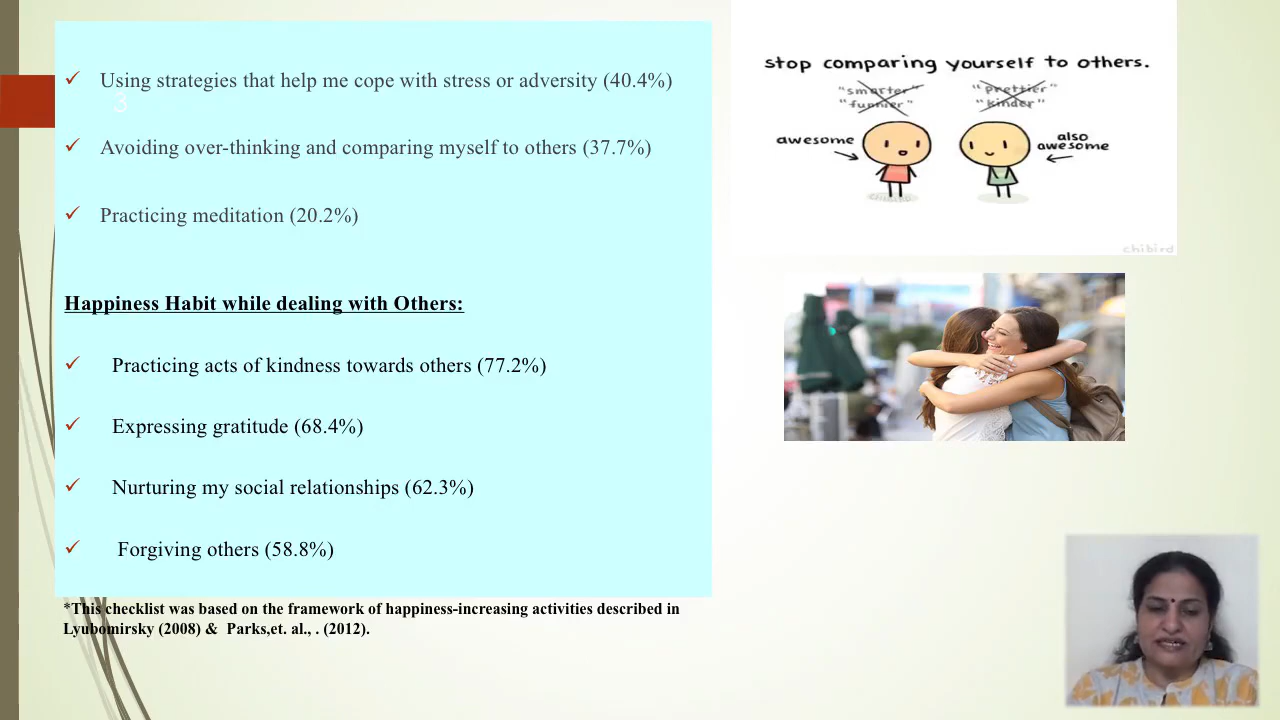 ✓ Using strategies that help me cope with stress or adversity (40.4%)
3
✓ Avoiding over-thinking and comparing myself to others (37.7%)
✓ Practicing meditation (20.2%)
Happiness Habit while dealing with Others:
✓ Practicing acts of kindness towards others (77.2%)
✓ Expressing gratitude (68.4%)
✓ Nurturing my social relationships (62.3%)
✓ Forgiving others (58.8%)
*This checklist was based on the framework of happiness-increasing activities described in
Lyubomirsky (2008) & Parks,et. al., . (2012).
stop comparing yourself to others.
"smarter" "prettier"
"funnier" "kinder"
awesome
also
awesome
chibird